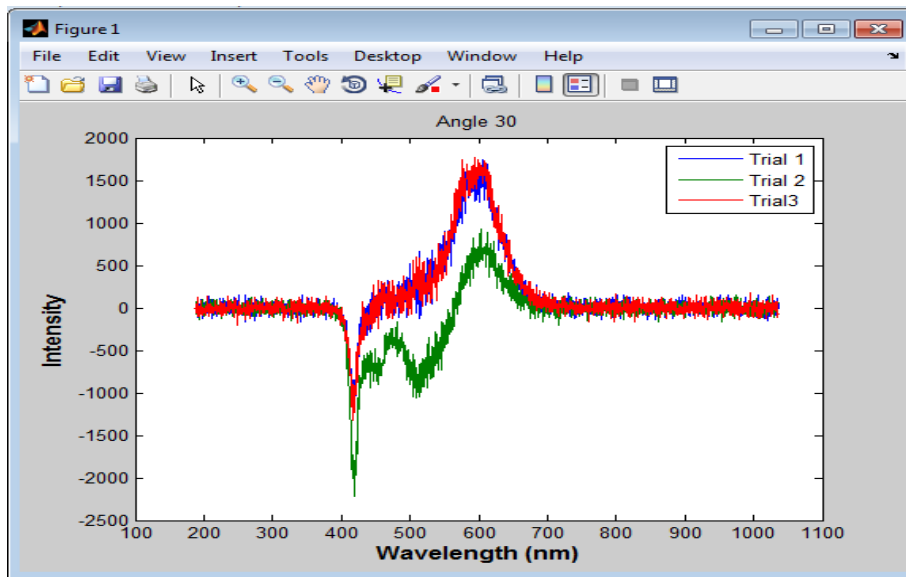 Figure 1
File Edit View Insert Tools Desktop Window Help
Angle 30
2000
1500
1000
500
0
-500
-1000
-1500
-2000
-2500
Intensity
Trial 1
Trial 2
Trial3
100 200 300 400 500 600 700 800 900 1000 1100
Wavelength (nm)